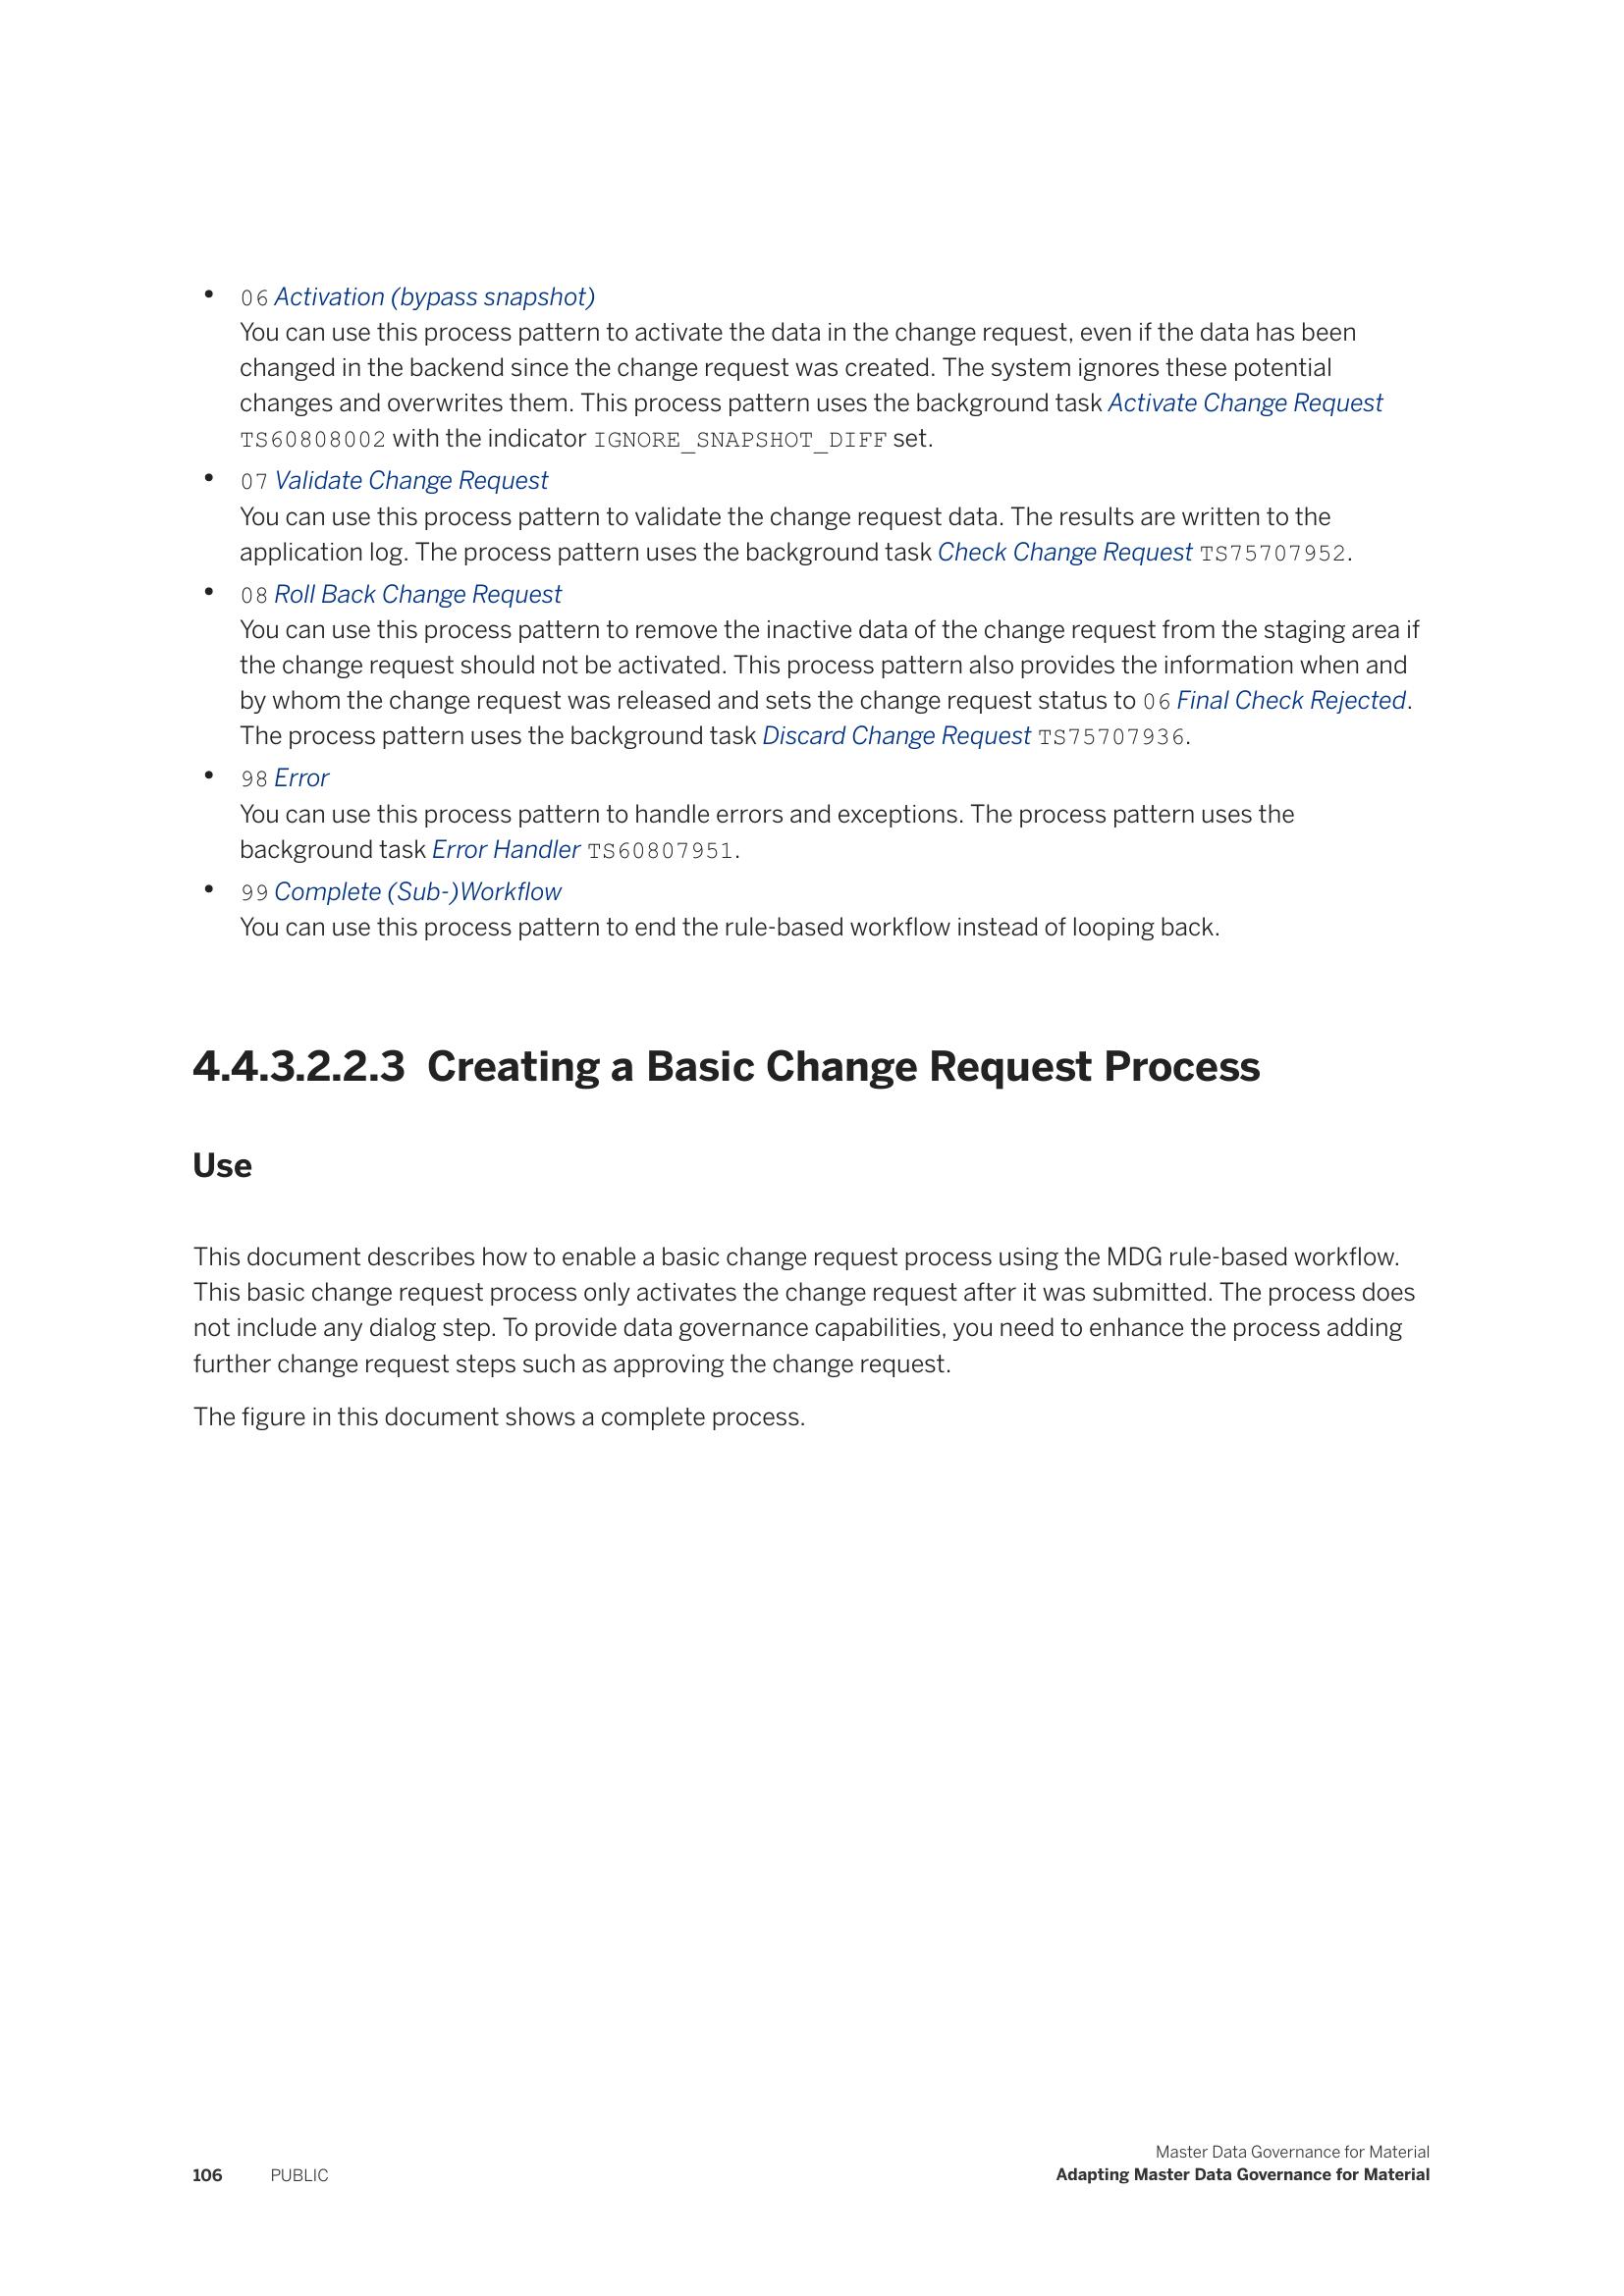 • 06 Activation (bypass snapshot)
You can use this process pattern to activate the data in the change request, even if the data has been
changed in the backend since the change request was created. The system ignores these potential
changes and overwrites them. This process pattern uses the background task Activate Change Request
TS60808002 with the indicator IGNORE_SNAPSHOT_DIFF set.
• 07 Validate Change Request
You can use this process pattern to validate the change request data. The results are written to the
application log. The process pattern uses the background task Check Change Request TS75707952.
• 08 Roll Back Change Request
You can use this process pattern to remove the inactive data of the change request from the staging area if
the change request should not be activated. This process pattern also provides the information when and
by whom the change request was released and sets the change request status to 06 Final Check Rejected.
The process pattern uses the background task Discard Change Request TS75707936.
• 98 Error
You can use this process pattern to handle errors and exceptions. The process pattern uses the
background task Error Handler TS60807951.
• 99 Complete (Sub-)Workflow
You can use this process pattern to end the rule-based workflow instead of looping back.
4.4.3.2.2.3 Creating a Basic Change Request Process
Use
This document describes how to enable a basic change request process using the MDG rule-based workflow.
This basic change request process only activates the change request after it was submitted. The process does
not include any dialog step. To provide data governance capabilities, you need to enhance the process adding
further change request steps such as approving the change request.
The figure in this document shows a complete process.
Master Data Governance for Material
106 PUBLIC Adapting Master Data Governance for Material